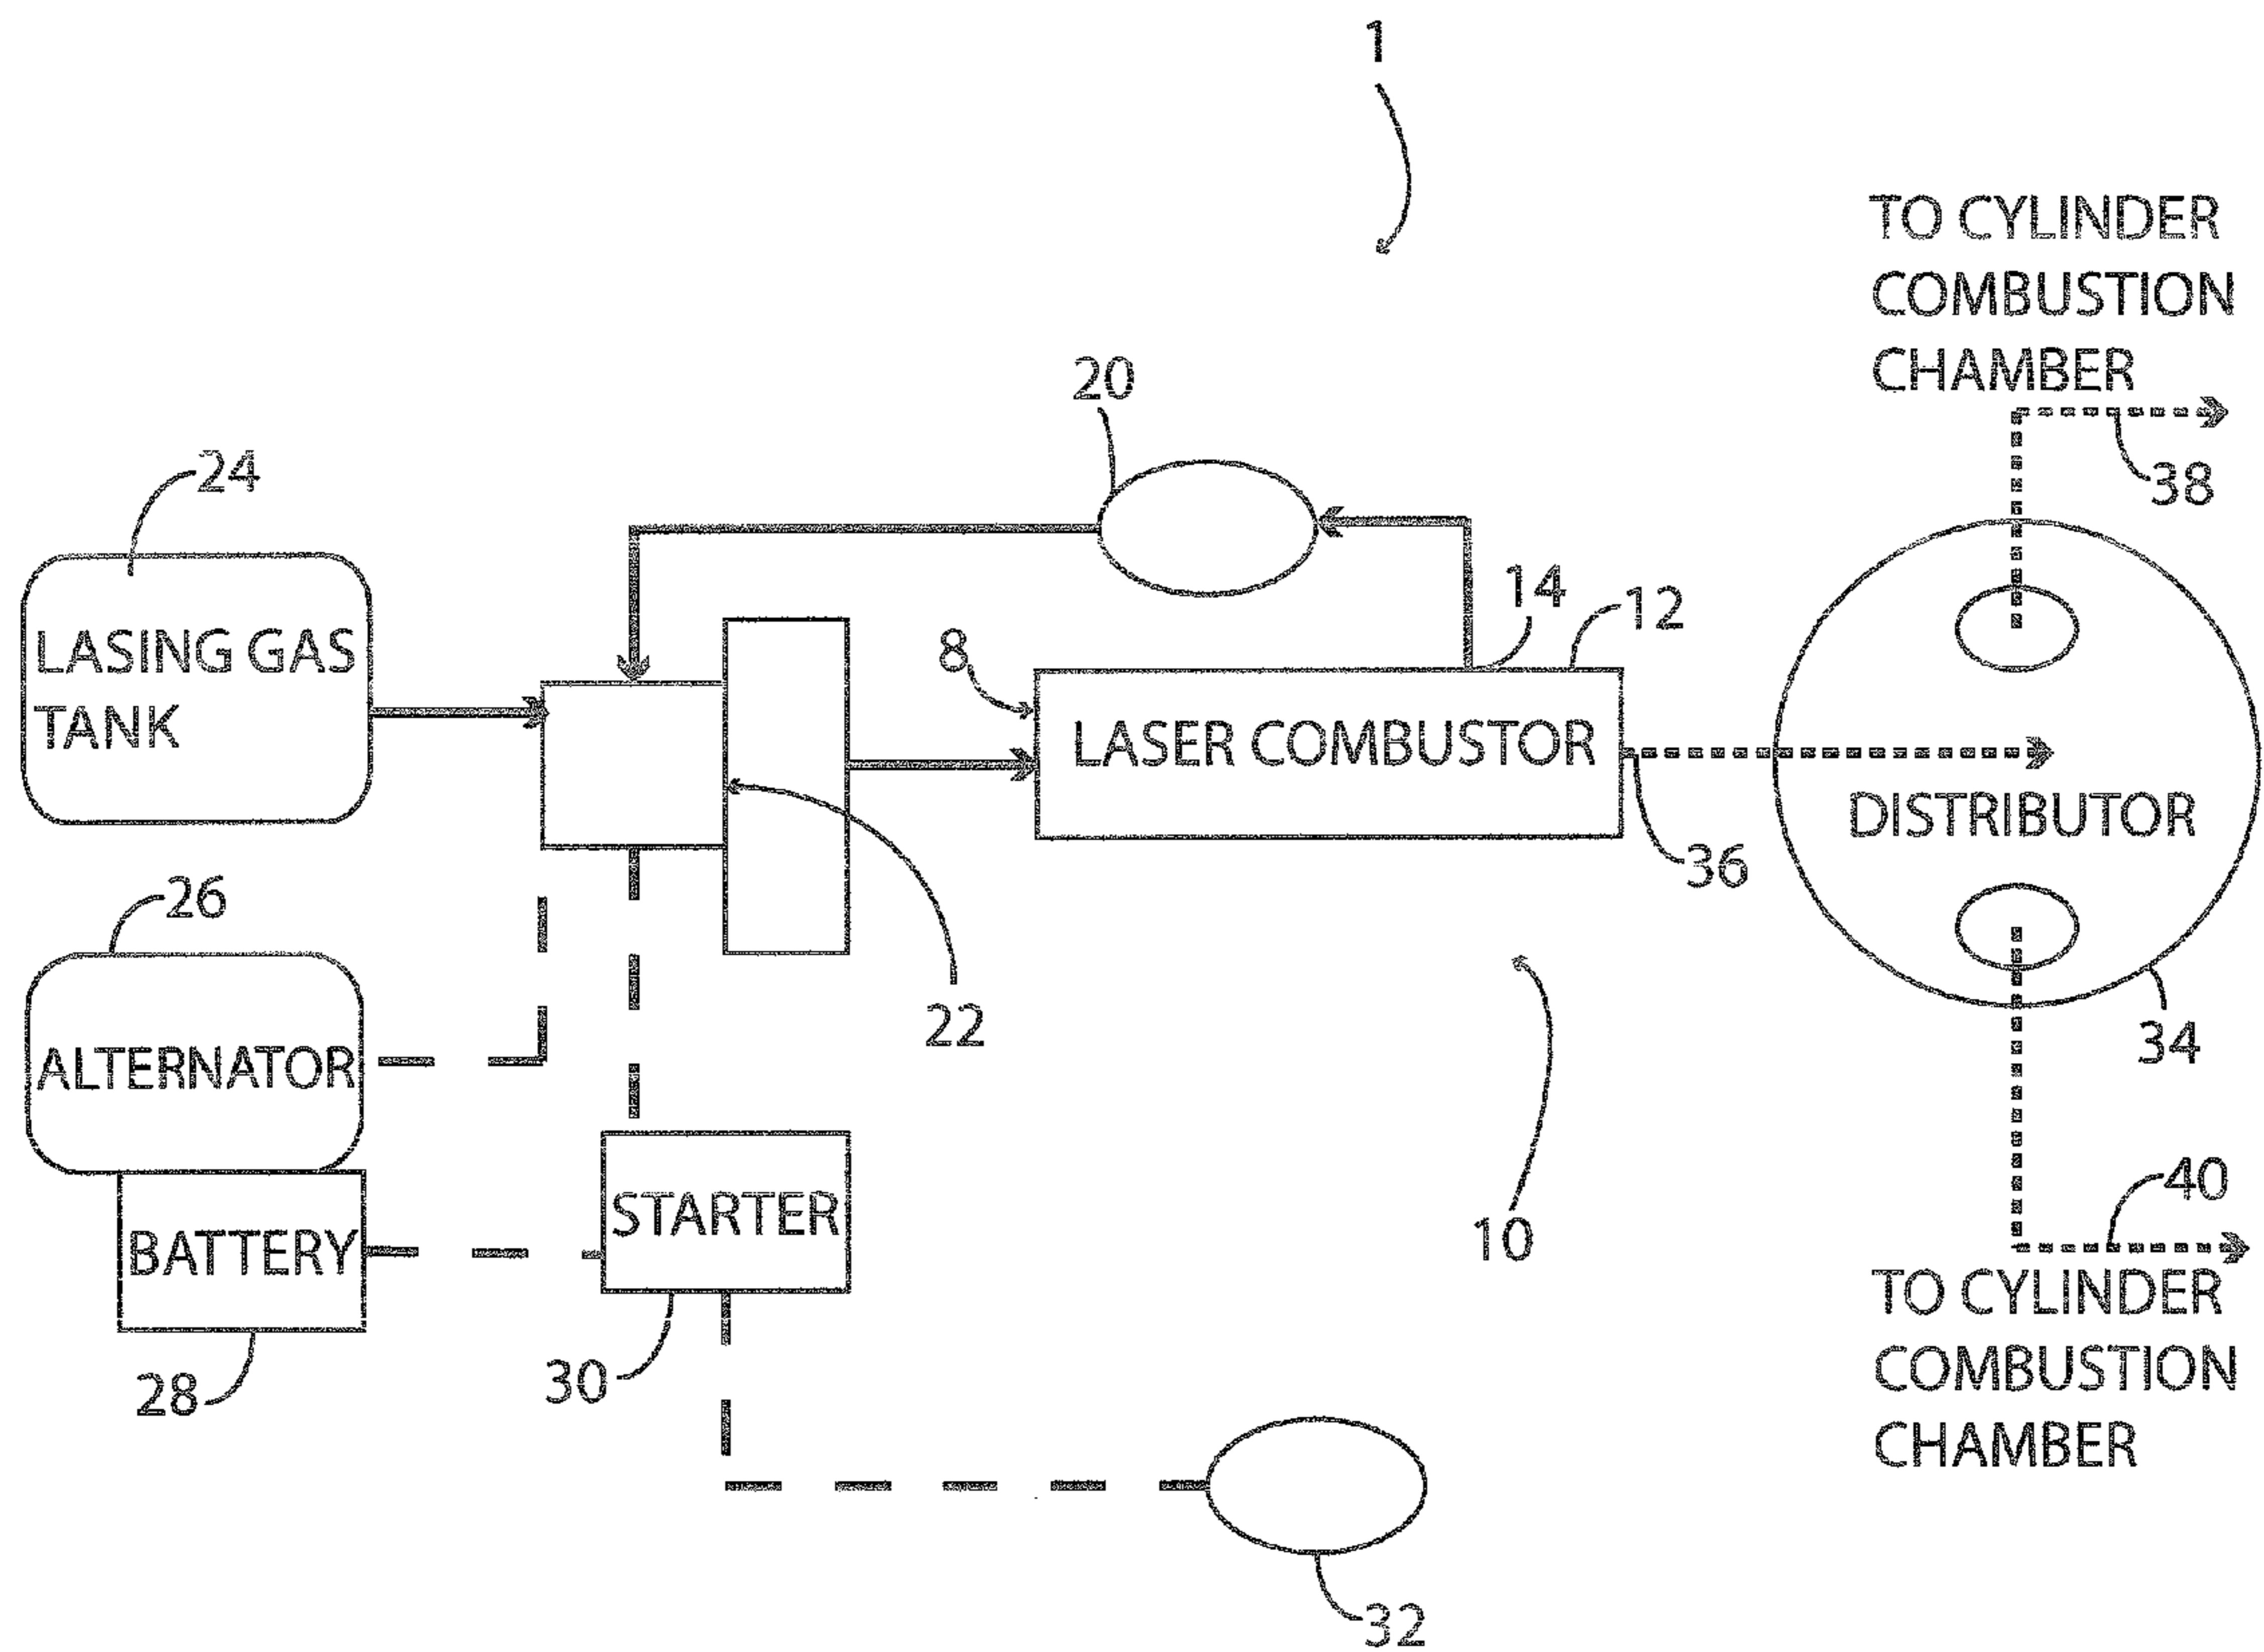 1
TO CYLINDER
COMBUSTION
CHAMBER
38
20
24
14
12
8
LASING GAS
TANK
LASER COMBUSTOR
DISTRIBUTOR
36
26
22
34
ALTERNATOR
40
STARTER
10
BATTERY
TO CYLINDER
COMBUSTION
CHAMBER
30
28
32